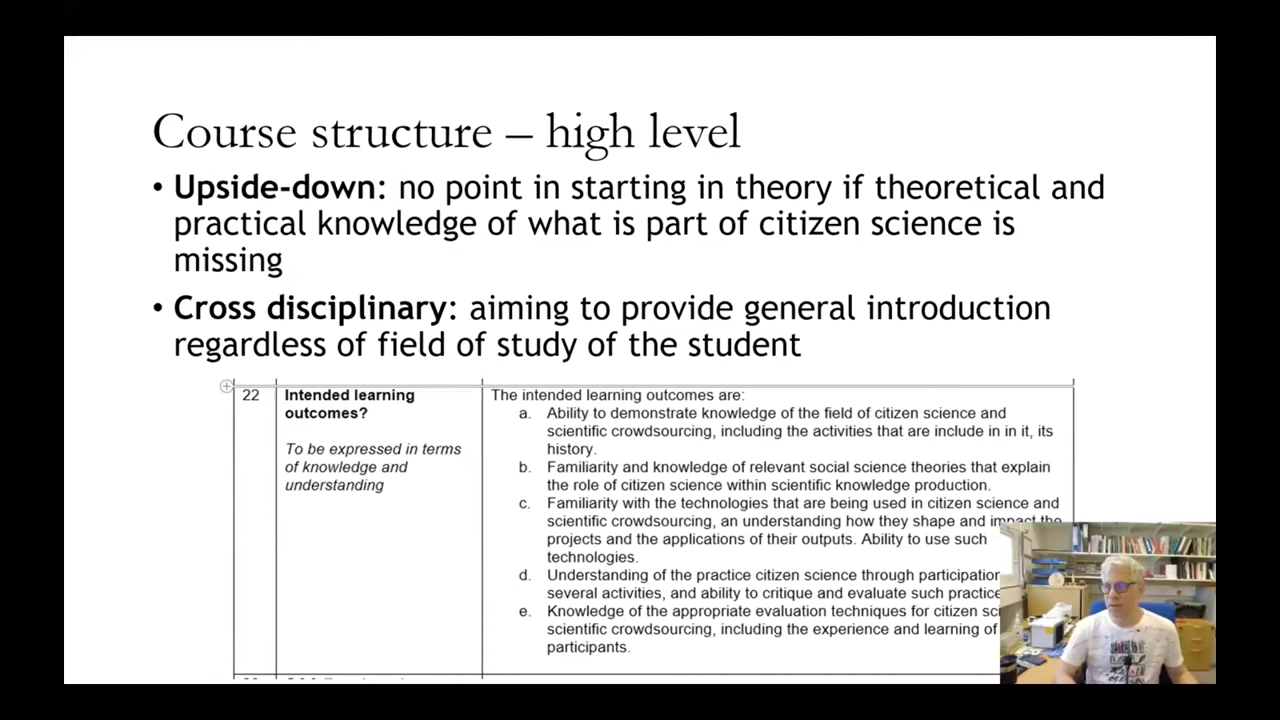 Course structure – high level
• Upside-down: no point in starting in theory if theoretical and
practical knowledge of what is part of citizen science is
missing
• Cross disciplinary: aiming to provide general introduction
regardless of field of study of the student
22
Intended learning
outcomes?
To be expressed in terms
of knowledge and
understanding
The intended learning outcomes are:
a. Ability to demonstrate knowledge of the field of citizen science and
scientific crowdsourcing, including the activities that are include in in it, its
history.
b. Familiarity and knowledge of relevant social science theories that explain
the role of citizen science within scientific knowledge production.
c. Familiarity with the technologies that are being used in citizen science and
scientific crowdsourcing, an understanding how they shape and impact the
projects and the applications of their outputs. Ability to use such
technologies.
d. Understanding of the practice citizen science through participation
several activities, and ability to critique and evaluate such practice
e. Knowledge of the appropriate evaluation techniques for citizen sci
scientific crowdsourcing, including the experience and learning of
participants.